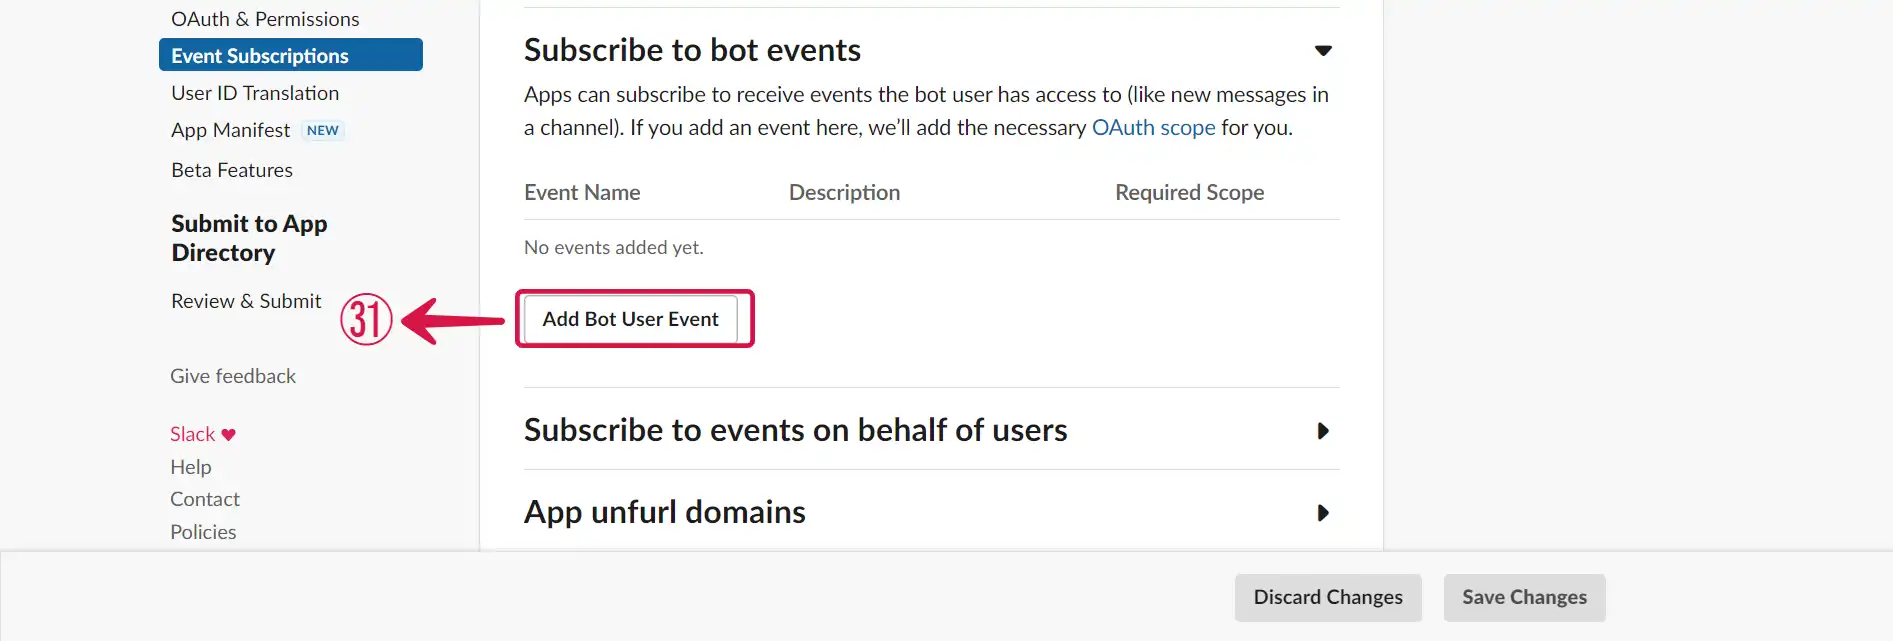 OAuth & Permissions
Event Subscriptions
User ID Translation
App Manifest NEW
Beta Features
Submit to App
Directory
Review & Submit
Give feedback
Slack ♥
Help
Contact
Policies
Subscribe to bot events
Apps can subscribe to receive events the bot user has access to (like new messages in
a channel). If you add an event here, we’ll add the necessary OAuth scope for you.
Event Name Description Required Scope
No events added yet.
31 Add Bot User Event
Subscribe to events on behalf of users
App unfurl domains
Discard Changes Save Changes